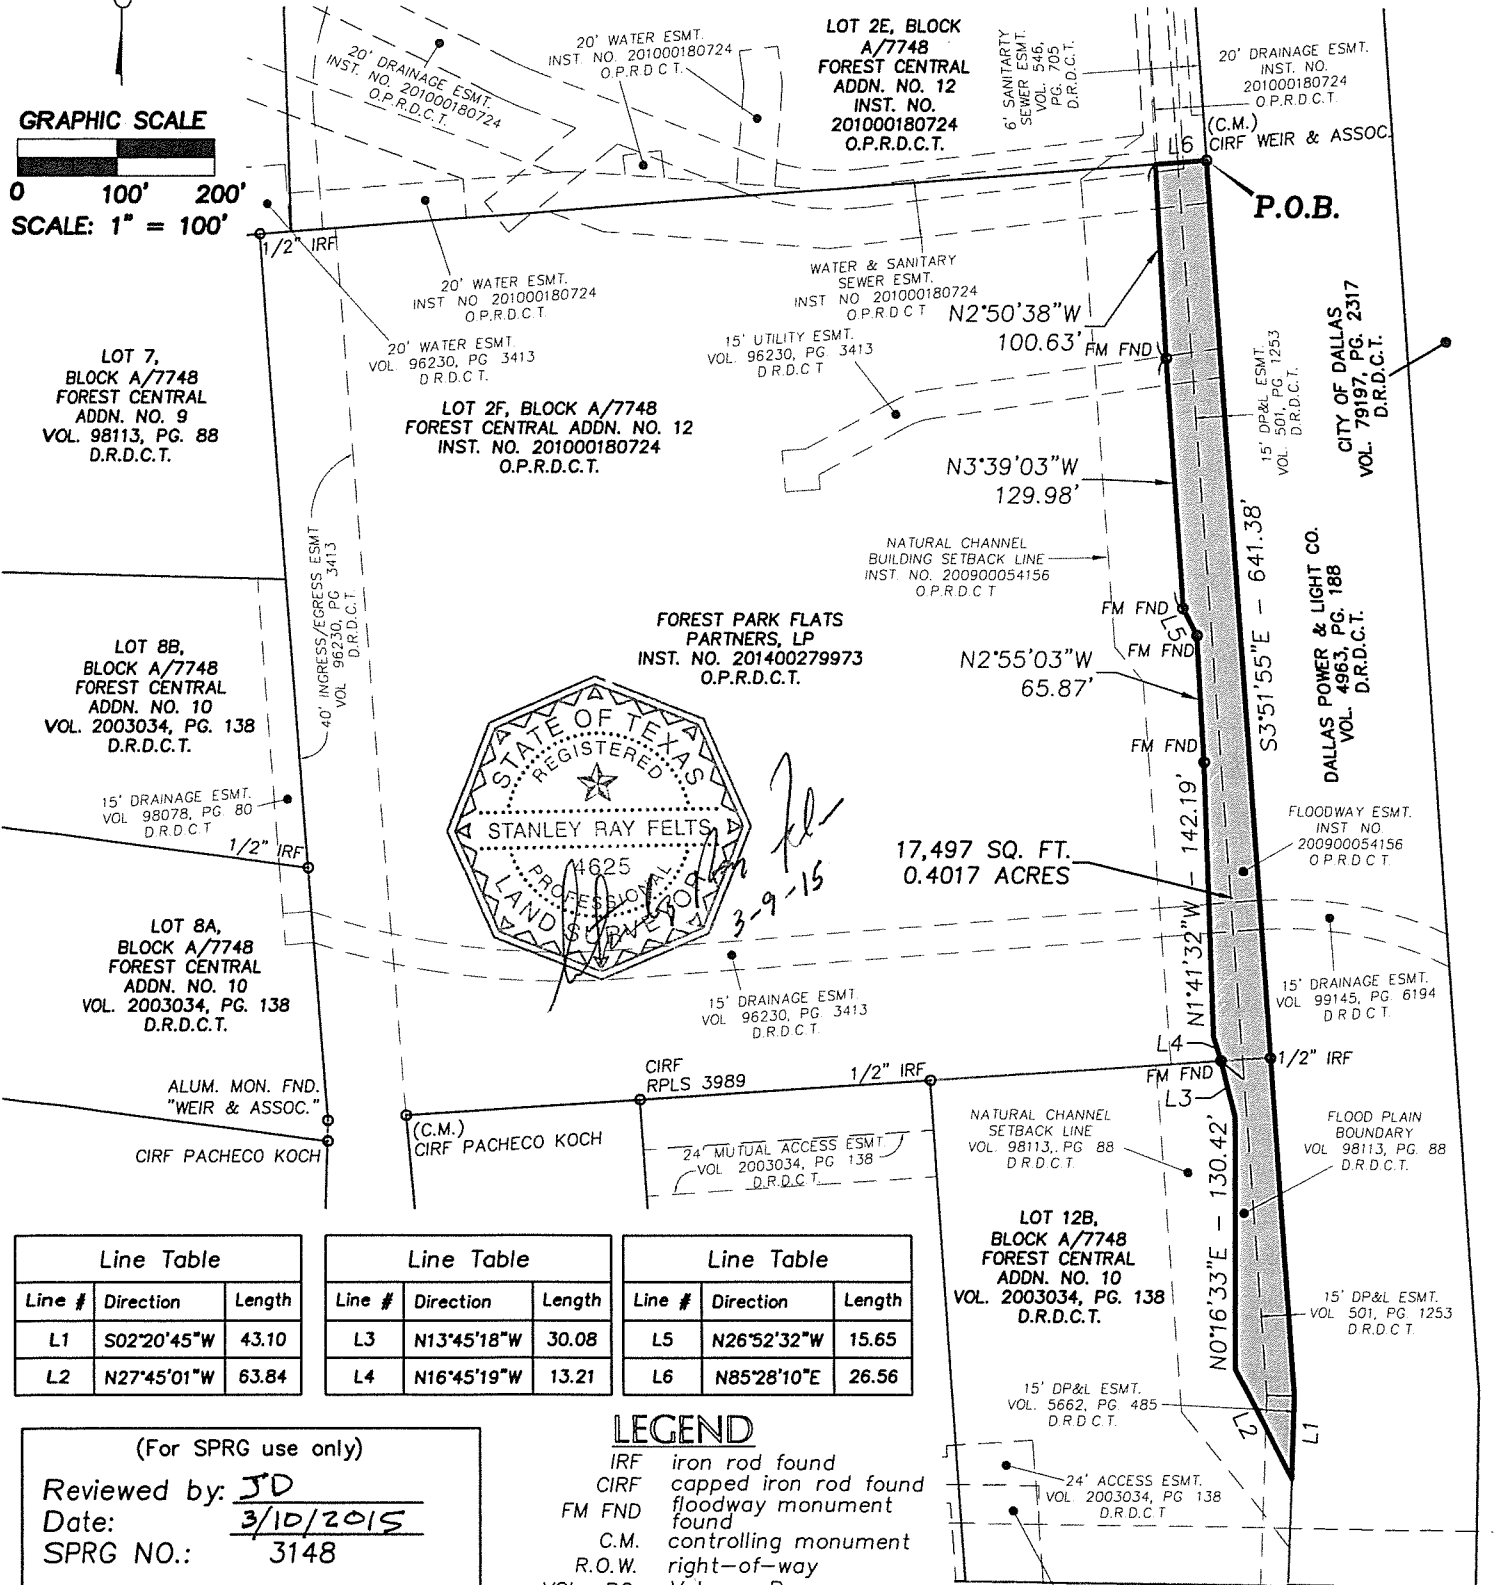 GRAPHIC SCALE
0 100' 200'
SCALE: 1" = 100'
20' DRAINAGE ESMT.
INST. NO. 201000180724
O.P.R.D.C.T.
20' WATER ESMT.
INST. NO. 201000180724
O.P.R.D.C.T.
LOT 2E, BLOCK
A/7748
FOREST CENTRAL
ADDN. NO. 12
INST. NO.
201000180724
O.P.R.D.C.T.
6' SANITARTY
SEWER ESMT.
VOL. 546,
PG. 705
D.R.D.C.T.
20' DRAINAGE ESMT.
INST. NO.
201000180724
O.P.R.D.C.T.
(C.M.)
CIRF WEIR & ASSOC.
L6
P.O.B.
1/2" IRF
20' WATER ESMT.
INST NO 201000180724
O.P.R.D.C.T.
20' WATER ESMT.
VOL. 96230, PG 3413
D.R.D.C.T.
WATER & SANITARY
SEWER ESMT.
INST NO 201000180724
O.P.R.D.C.T
15' UTILITY ESMT.
VOL. 96230, PG. 3413
D.R.D.C.T
N2°50'38"W
100.63'
FM FND
LOT 7,
BLOCK A/7748
FOREST CENTRAL
ADDN. NO. 9
VOL. 98113, PG. 88
D.R.D.C.T.
LOT 2F, BLOCK A/7748
FOREST CENTRAL ADDN. NO. 12
INST. NO. 201000180724
O.P.R.D.C.T.
15' DP&L ESMT.
VOL. 501, PG. 1253
D.R.D.C.T.
CITY OF DALLAS
VOL. 79197, PG. 2317
D.R.D.C.T.
N3°39'03"W
129.98'
40' INGRESS/EGRESS ESMT
VOL 96230, PG 3413
D.R.D.C.T.
NATURAL CHANNEL
BUILDING SETBACK LINE
INST. NO. 200900054156
O.P.R.D.C.T
S3°51'55"E - 641.38'
DALLAS POWER & LIGHT CO.
VOL. 4963, PG. 188
D.R.D.C.T.
FM FND
L5
FM FND
FOREST PARK FLATS
PARTNERS, LP
INST. NO. 201400279973
O.P.R.D.C.T.
N2°55'03"W
65.87'
FM FND
LOT 8B,
BLOCK A/7748
FOREST CENTRAL
ADDN. NO. 10
VOL. 2003034, PG. 138
D.R.D.C.T.
STATE OF TEXAS
REGISTERED
STANLEY RAY FELTS
4625
PROFESSIONAL
LAND SURVEYOR
3-9-15
15' DRAINAGE ESMT.
VOL 98078, PG. 80
D.R.D.C.T
1/2" IRF
17,497 SQ. FT.
0.4017 ACRES
N1°41'32"W - 142.19'
FLOODWAY ESMT.
INST NO.
200900054156
O.P.R.D.C.T.
LOT 8A,
BLOCK A/7748
FOREST CENTRAL
ADDN. NO. 10
VOL. 2003034, PG. 138
D.R.D.C.T.
15' DRAINAGE ESMT.
VOL 96230, PG. 3413
D.R.D.C.T.
15' DRAINAGE ESMT.
VOL 99145, PG. 6194
D.R.D.C.T.
L4
1/2" IRF
FM FND
L3
ALUM. MON. FND.
"WEIR & ASSOC."
CIRF PACHECO KOCH
CIRF
RPLS 3989
1/2" IRF
(C.M.)
CIRF PACHECO KOCH
24' MUTUAL ACCESS ESMT.
VOL 2003034, PG 138
D.R.D.C.T.
NATURAL CHANNEL
SETBACK LINE
VOL. 98113,. PG 88
D.R.D.C.T.
N0°16'33"E - 130.42'
FLOOD PLAIN
BOUNDARY
VOL 98113, PG. 88
D.R.D.C.T.
LOT 12B,
BLOCK A/7748
FOREST CENTRAL
ADDN. NO. 10
VOL. 2003034, PG. 138
D.R.D.C.T.
15' DP&L ESMT.
VOL 501, PG 1253
D.R.D.C.T.
15' DP&L ESMT.
VOL. 5662, PG. 485
D.R.D.C.T.
L2
L1
24' ACCESS ESMT.
VOL 2003034, PG 138
D.R.D.C.T
Line Table
Line # Direction Length
L1 S02°20'45"W 43.10
L2 N27°45'01"W 63.84
Line Table
Line # Direction Length
L3 N13°45'18"W 30.08
L4 N16°45'19"W 13.21
Line Table
Line # Direction Length
L5 N26°52'32"W 15.65
L6 N85°28'10"E 26.56
(For SPRG use only)
Reviewed by: JD
Date: 3/10/2015
SPRG NO.: 3148
LEGEND
IRF iron rod found
CIRF capped iron rod found
FM FND floodway monument
found
C.M. controlling monument
R.O.W. right-of-way